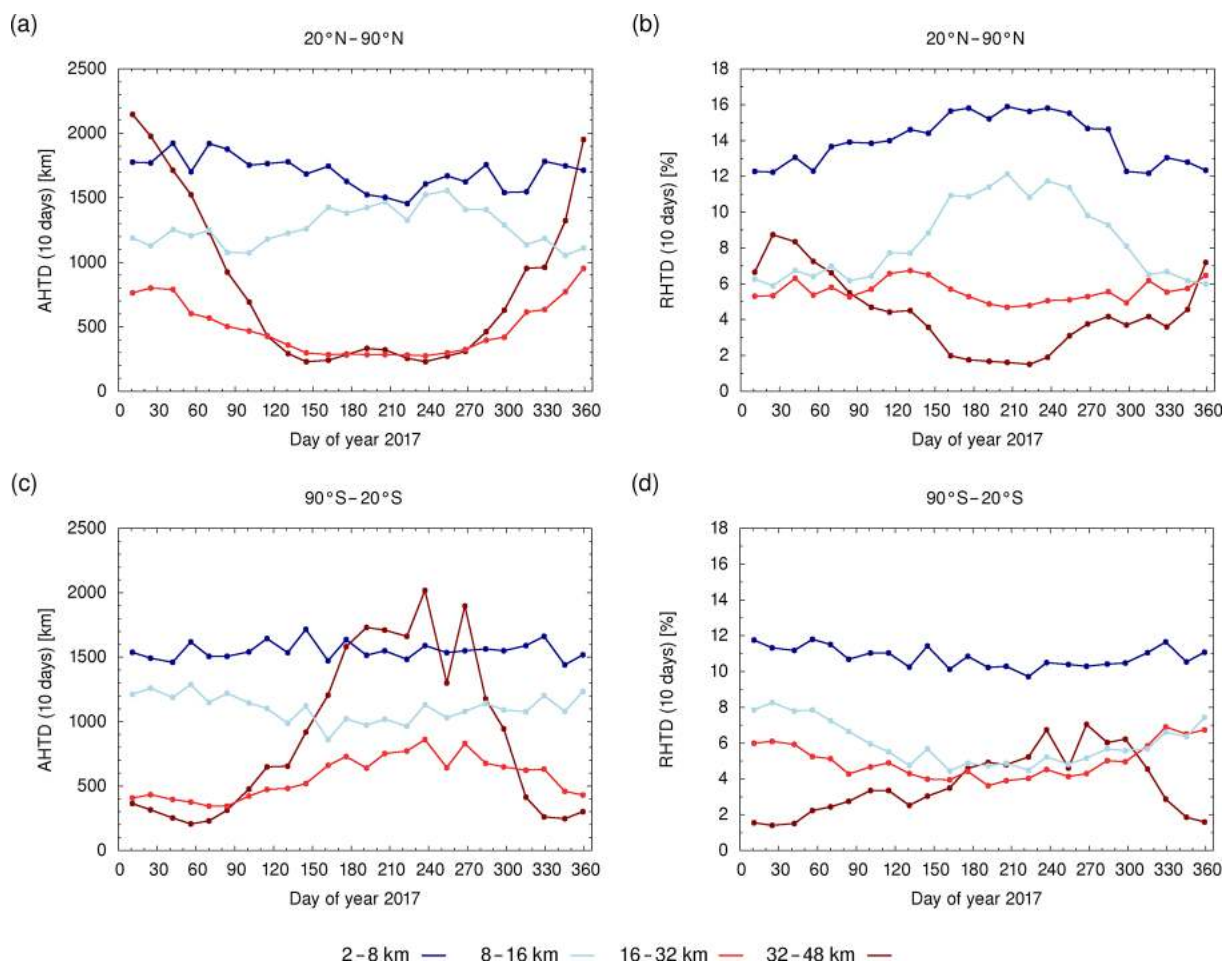 (a)
20°N–90°N
2500
2000
1500
1000
500
0
AHTD (10 days) [km]
0 30 60 90 120 150 180 210 240 270 300 330 360
Day of year 2017
(b)
20°N–90°N
18
16
14
12
10
8
6
4
2
0
RHTD (10 days) [%]
0 30 60 90 120 150 180 210 240 270 300 330 360
Day of year 2017
(c)
90°S–20°S
2500
2000
1500
1000
500
0
AHTD (10 days) [km]
0 30 60 90 120 150 180 210 240 270 300 330 360
Day of year 2017
(d)
90°S–20°S
18
16
14
12
10
8
6
4
2
0
RHTD (10 days) [%]
0 30 60 90 120 150 180 210 240 270 300 330 360
Day of year 2017
2–8 km 8–16 km 16–32 km 32–48 km